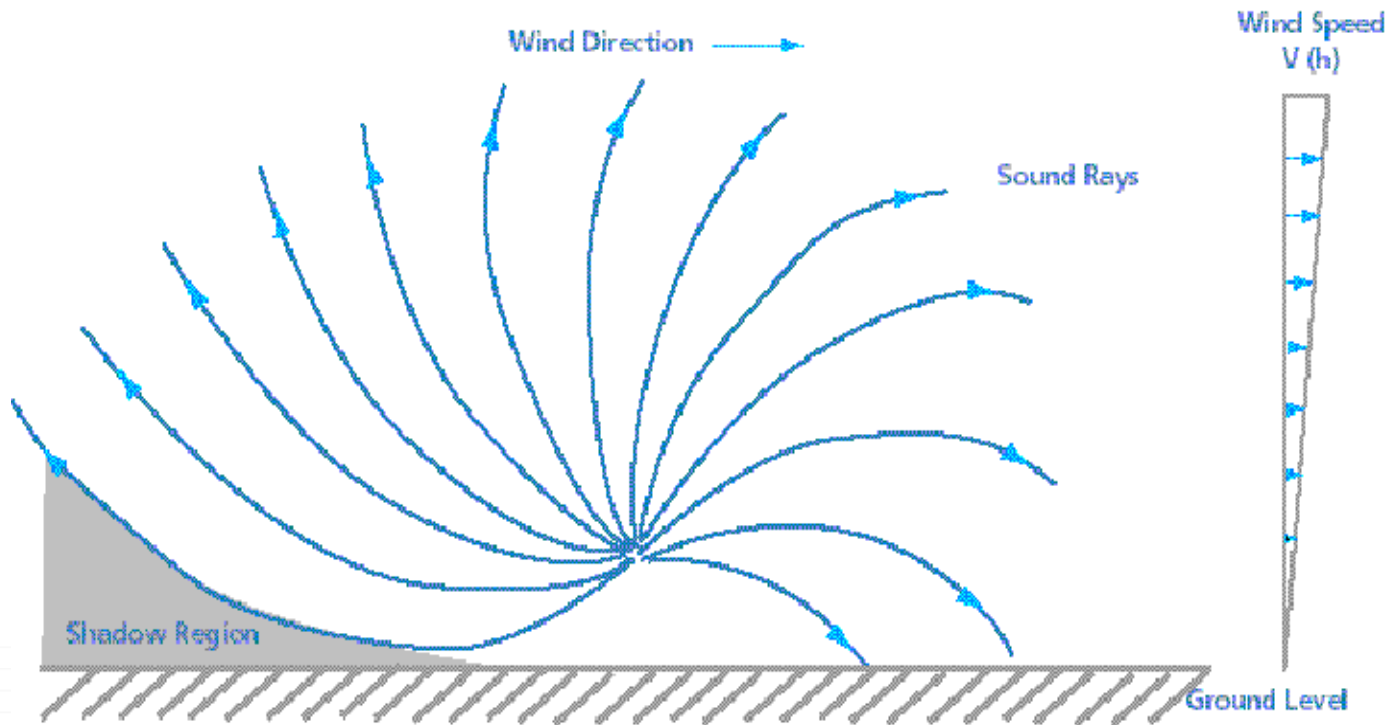 Wind Direction
Wind Speed
V (h)
Sound Rays
Shadow Region
Ground Level